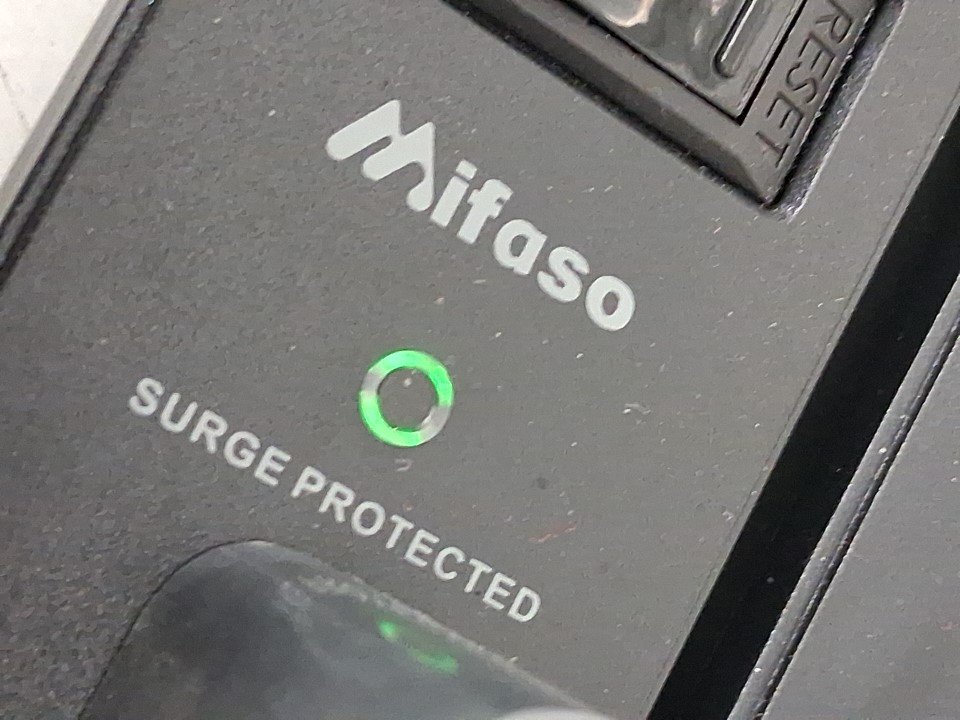 RESET
Mifaso
SURGE PROTECTED